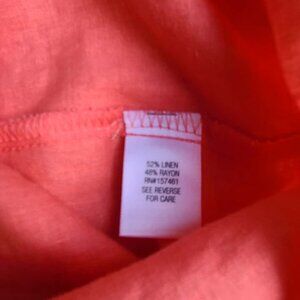 52% LINEN
48% RAYON
RN#157461
SEE REVERSE
FOR CARE